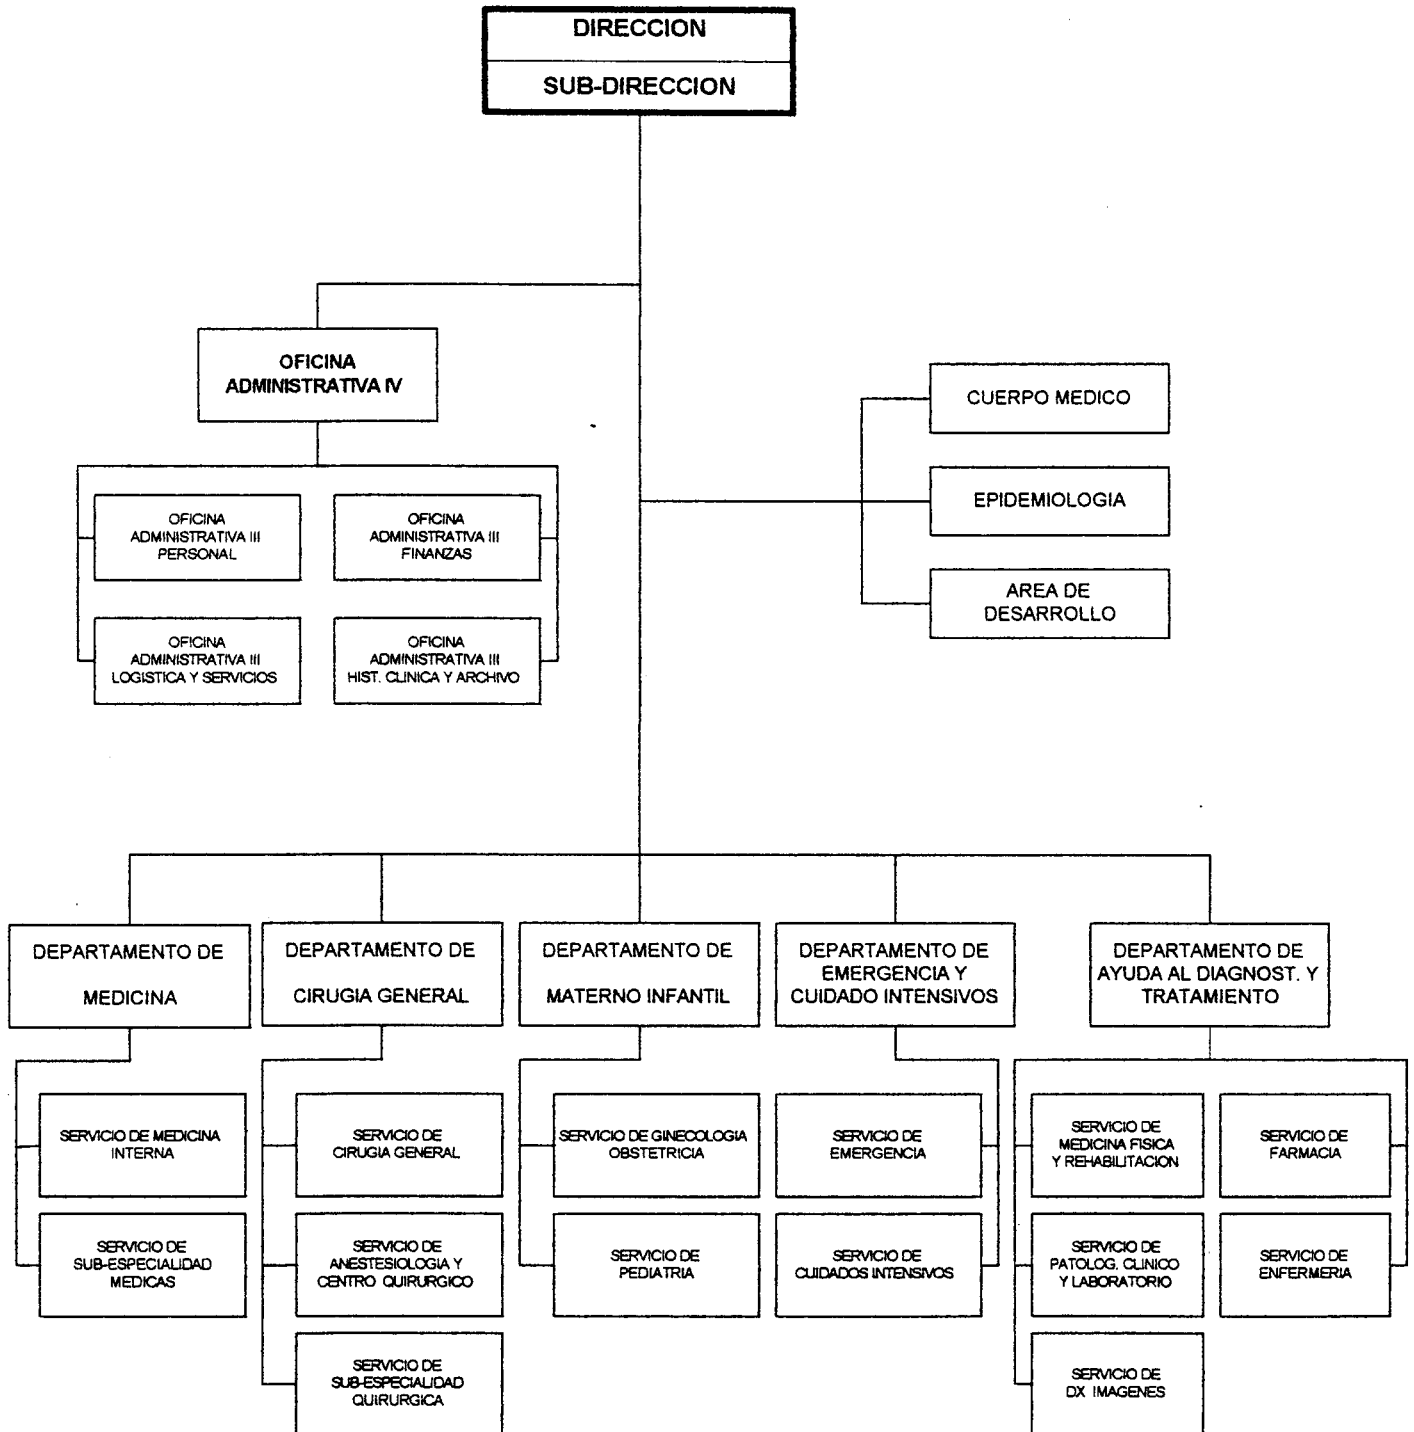 DIRECCION
SUB-DIRECCION
OFICINA
ADMINISTRATIVA IV
CUERPO MEDICO
EPIDEMIOLOGIA
AREA DE
DESARROLLO
OFICINA
ADMINISTRATIVA III
PERSONAL
OFICINA
ADMINISTRATIVA III
FINANZAS
OFICINA
ADMINISTRATIVA III
LOGISTICA Y SERVICIOS
OFICINA
ADMINISTRATIVA III
HIST. CLINICA Y ARCHIVO
DEPARTAMENTO DE
MEDICINA
DEPARTAMENTO DE
CIRUGIA GENERAL
DEPARTAMENTO DE
MATERNO INFANTIL
DEPARTAMENTO DE
EMERGENCIA Y
CUIDADO INTENSIVOS
DEPARTAMENTO DE
AYUDA AL DIAGNOST. Y
TRATAMIENTO
SERVICIO DE MEDICINA
INTERNA
SERVICIO DE
CIRUGIA GENERAL
SERVICIO DE GINECOLOGIA
OBSTETRICIA
SERVICIO DE
EMERGENCIA
SERVICIO DE
MEDICINA FISICA
Y REHABILITACION
SERVICIO DE
FARMACIA
SERVICIO DE
SUB-ESPECIALIDAD
MEDICAS
SERVICIO DE
ANESTESIOLOGIA Y
CENTRO QUIRURGICO
SERVICIO DE
PEDIATRIA
SERVICIO DE
CUIDADOS INTENSIVOS
SERVICIO DE
PATOLOG. CLINICO
Y LABORATORIO
SERVICIO DE
ENFERMERIA
SERVICIO DE
SUB-ESPECIALIDAD
QUIRURGICA
SERVICIO DE
DX IMAGENES